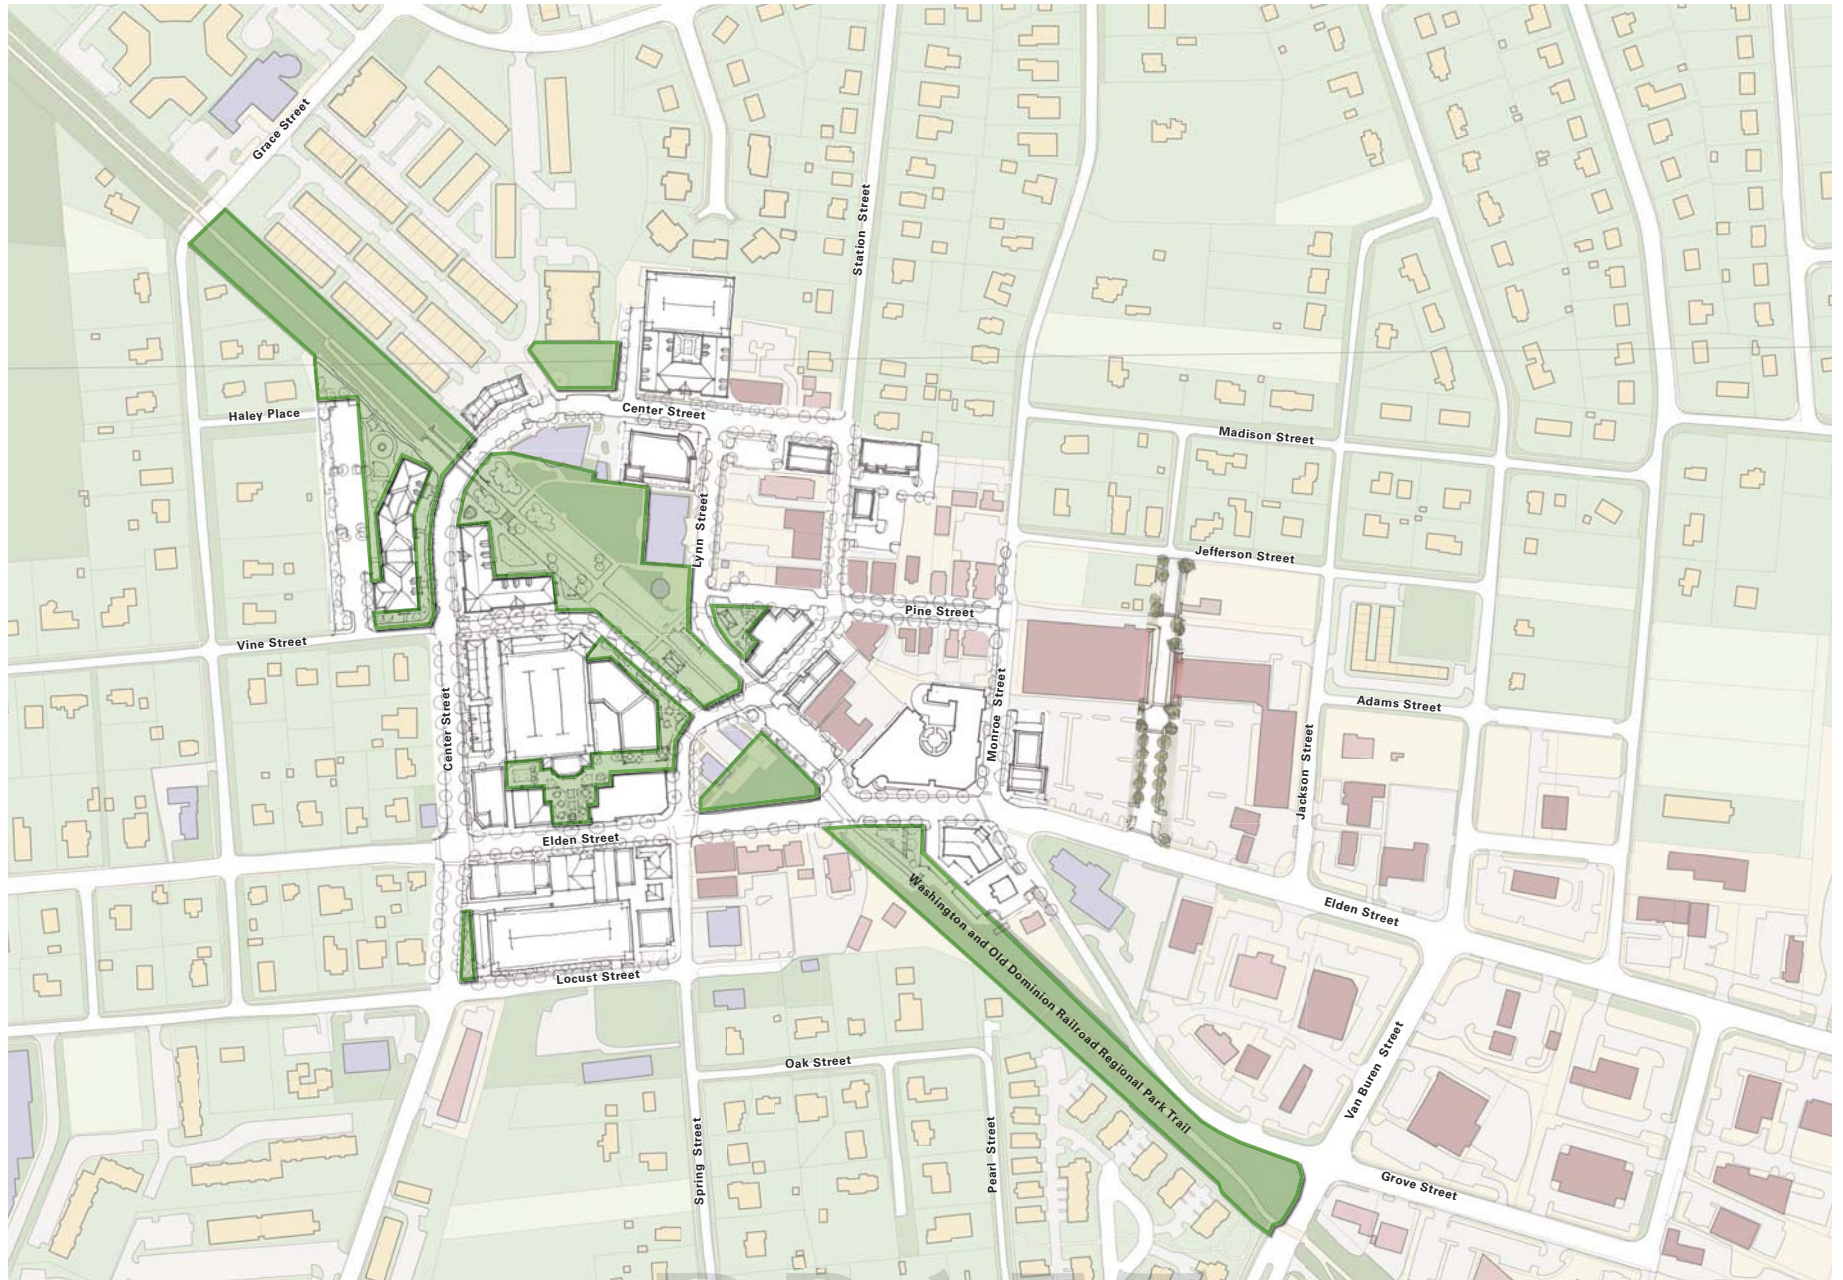 Grace Street
Station Street
Haley Place
Center Street
Madison Street
Lynn Street
Jefferson Street
Pine Street
Vine Street
Center Street
Monroe Street
Adams Street
Jackson Street
Elden Street
Washington and Old Dominion Railroad Regional Park Trail
Elden Street
Locust Street
Oak Street
Van Buren Street
Spring Street
Pearl Street
Grove Street